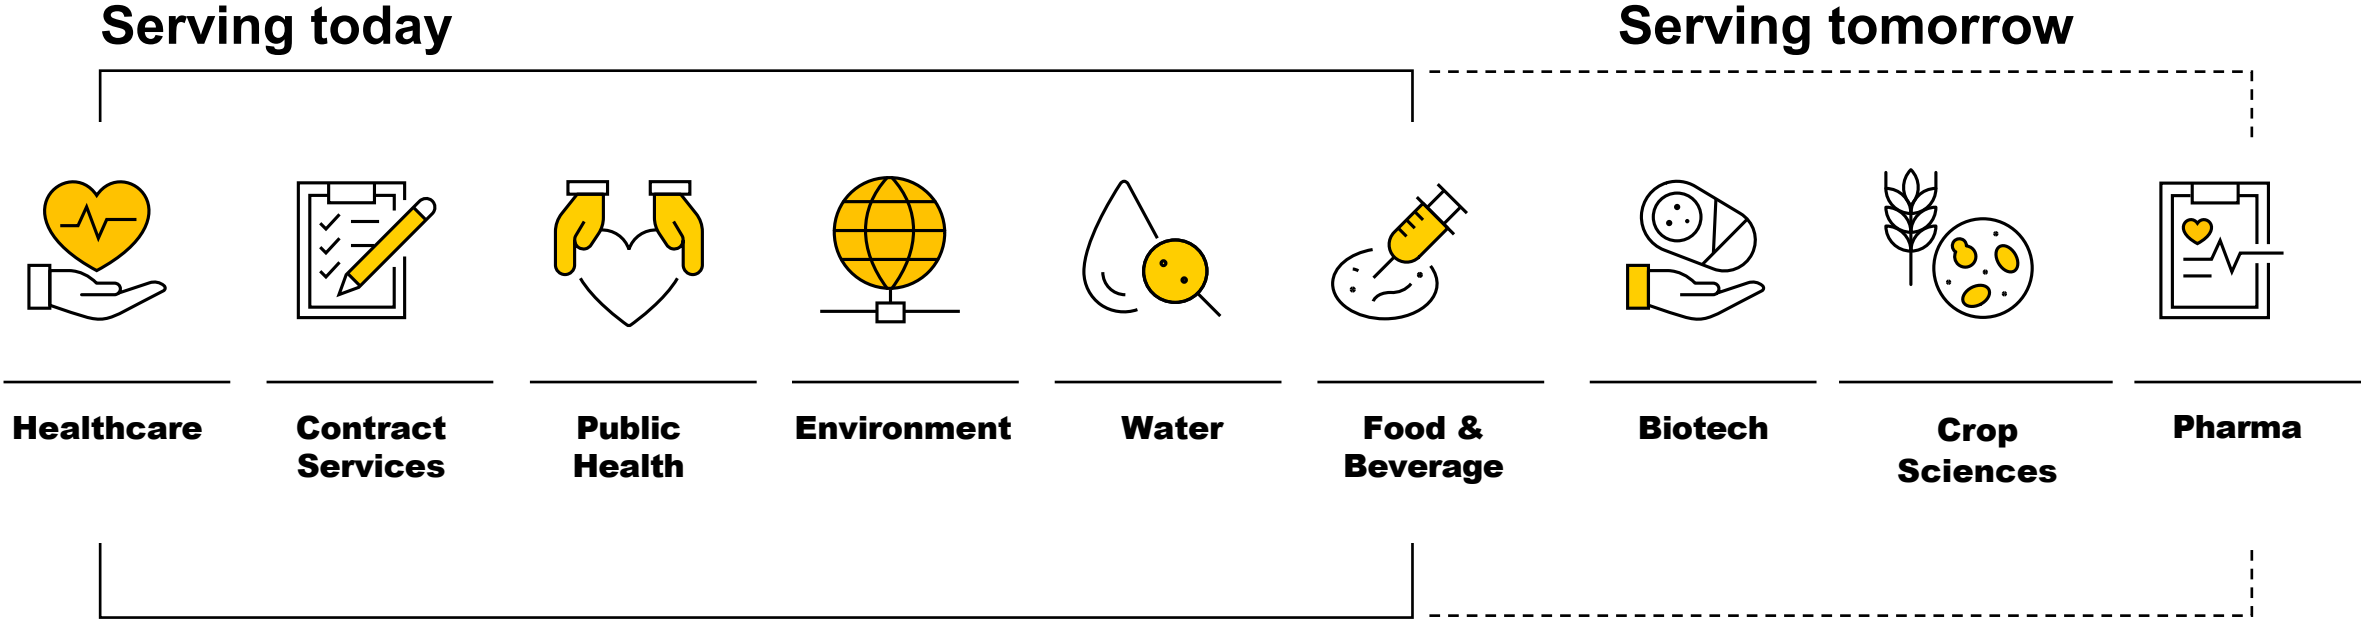 Serving today
Serving tomorrow
Healthcare
Contract
Services
Public
Health
Environment
Water
Food &
Beverage
Biotech
Crop
Sciences
Pharma